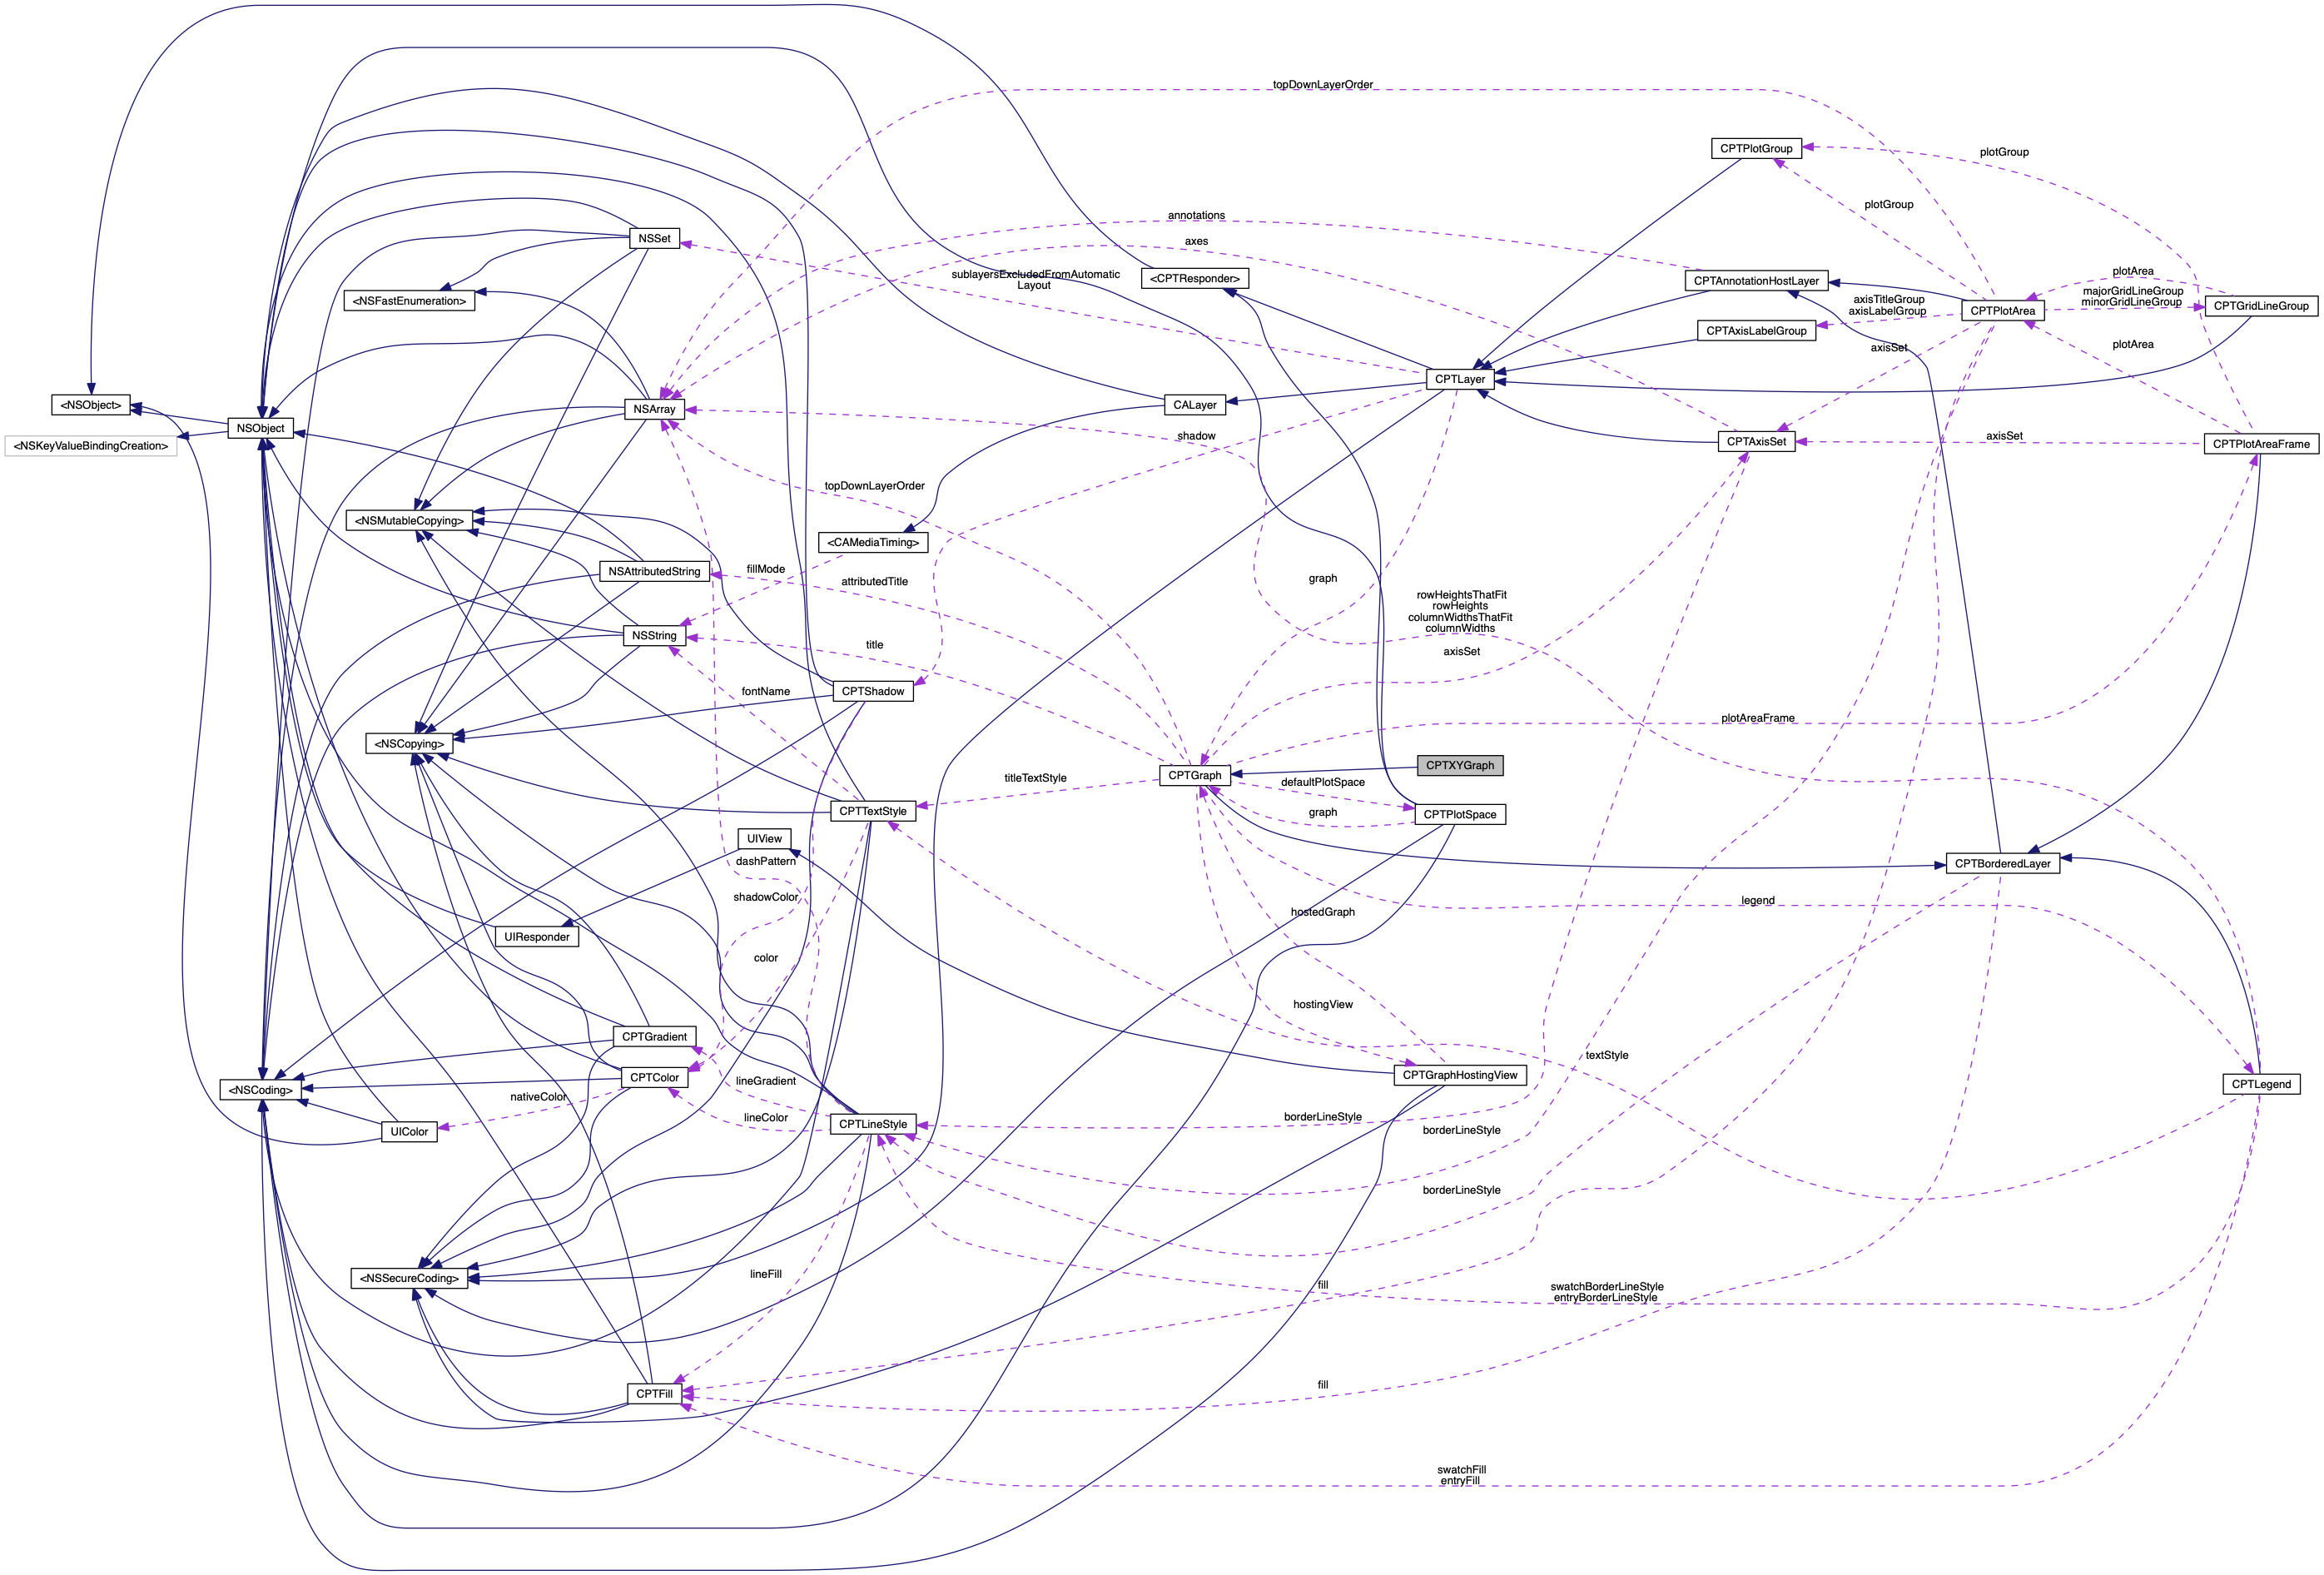 topDownLayerOrder
CPTPlotGroup
plotGroup
plotGroup
annotations
axes
NSSet
<NSFastEnumeration>
sublayersExcludedFromAutomatic
Layout
<CPTResponder>
CPTAnnotationHostLayer
plotArea
majorGridLineGroup
minorGridLineGroup
CPTGridLineGroup
axisTitleGroup
axisLabelGroup
CPTPlotArea
CPTAxisLabelGroup
axisSet
plotArea
CPTLayer
<NSObject>
NSArray
CALayer
NSObject
<NSKeyValueBindingCreation>
shadow
CPTAxisSet
axisSet
CPTPlotAreaFrame
topDownLayerOrder
<NSMutableCopying>
<CAMediaTiming>
NSAttributedString
fillMode
attributedTitle
graph
rowHeightsThatFit
rowHeights
columnWidthsThatFit
columnWidths
NSString
title
axisSet
CPTShadow
fontName
plotAreaFrame
<NSCopying>
CPTXYGraph
CPTGraph
titleTextStyle
defaultPlotSpace
CPTTextStyle
graph
CPTPlotSpace
UIView
dashPattern
CPTBorderedLayer
shadowColor
legend
hostedGraph
UIResponder
color
hostingView
CPTGradient
textStyle
CPTColor
lineGradient
CPTGraphHostingView
CPTLegend
<NSCoding>
nativeColor
lineColor
borderLineStyle
UIColor
CPTLineStyle
borderLineStyle
borderLineStyle
<NSSecureCoding>
lineFill
fill
swatchBorderLineStyle
entryBorderLineStyle
CPTFill
fill
swatchFill
entryFill